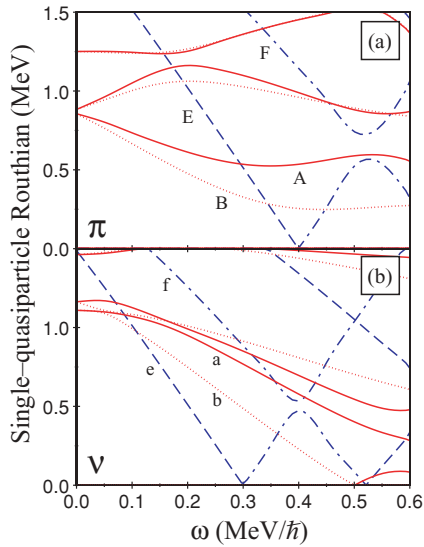 Single–quasiparticle Routhian (MeV)
1.5
1.0
0.5
0.0
(a)
F
E
A
B
π
1.0
0.5
0.0
(b)
f
a
e
b
ν
0.0 0.1 0.2 0.3 0.4 0.5 0.6
ω (MeV/ħ)